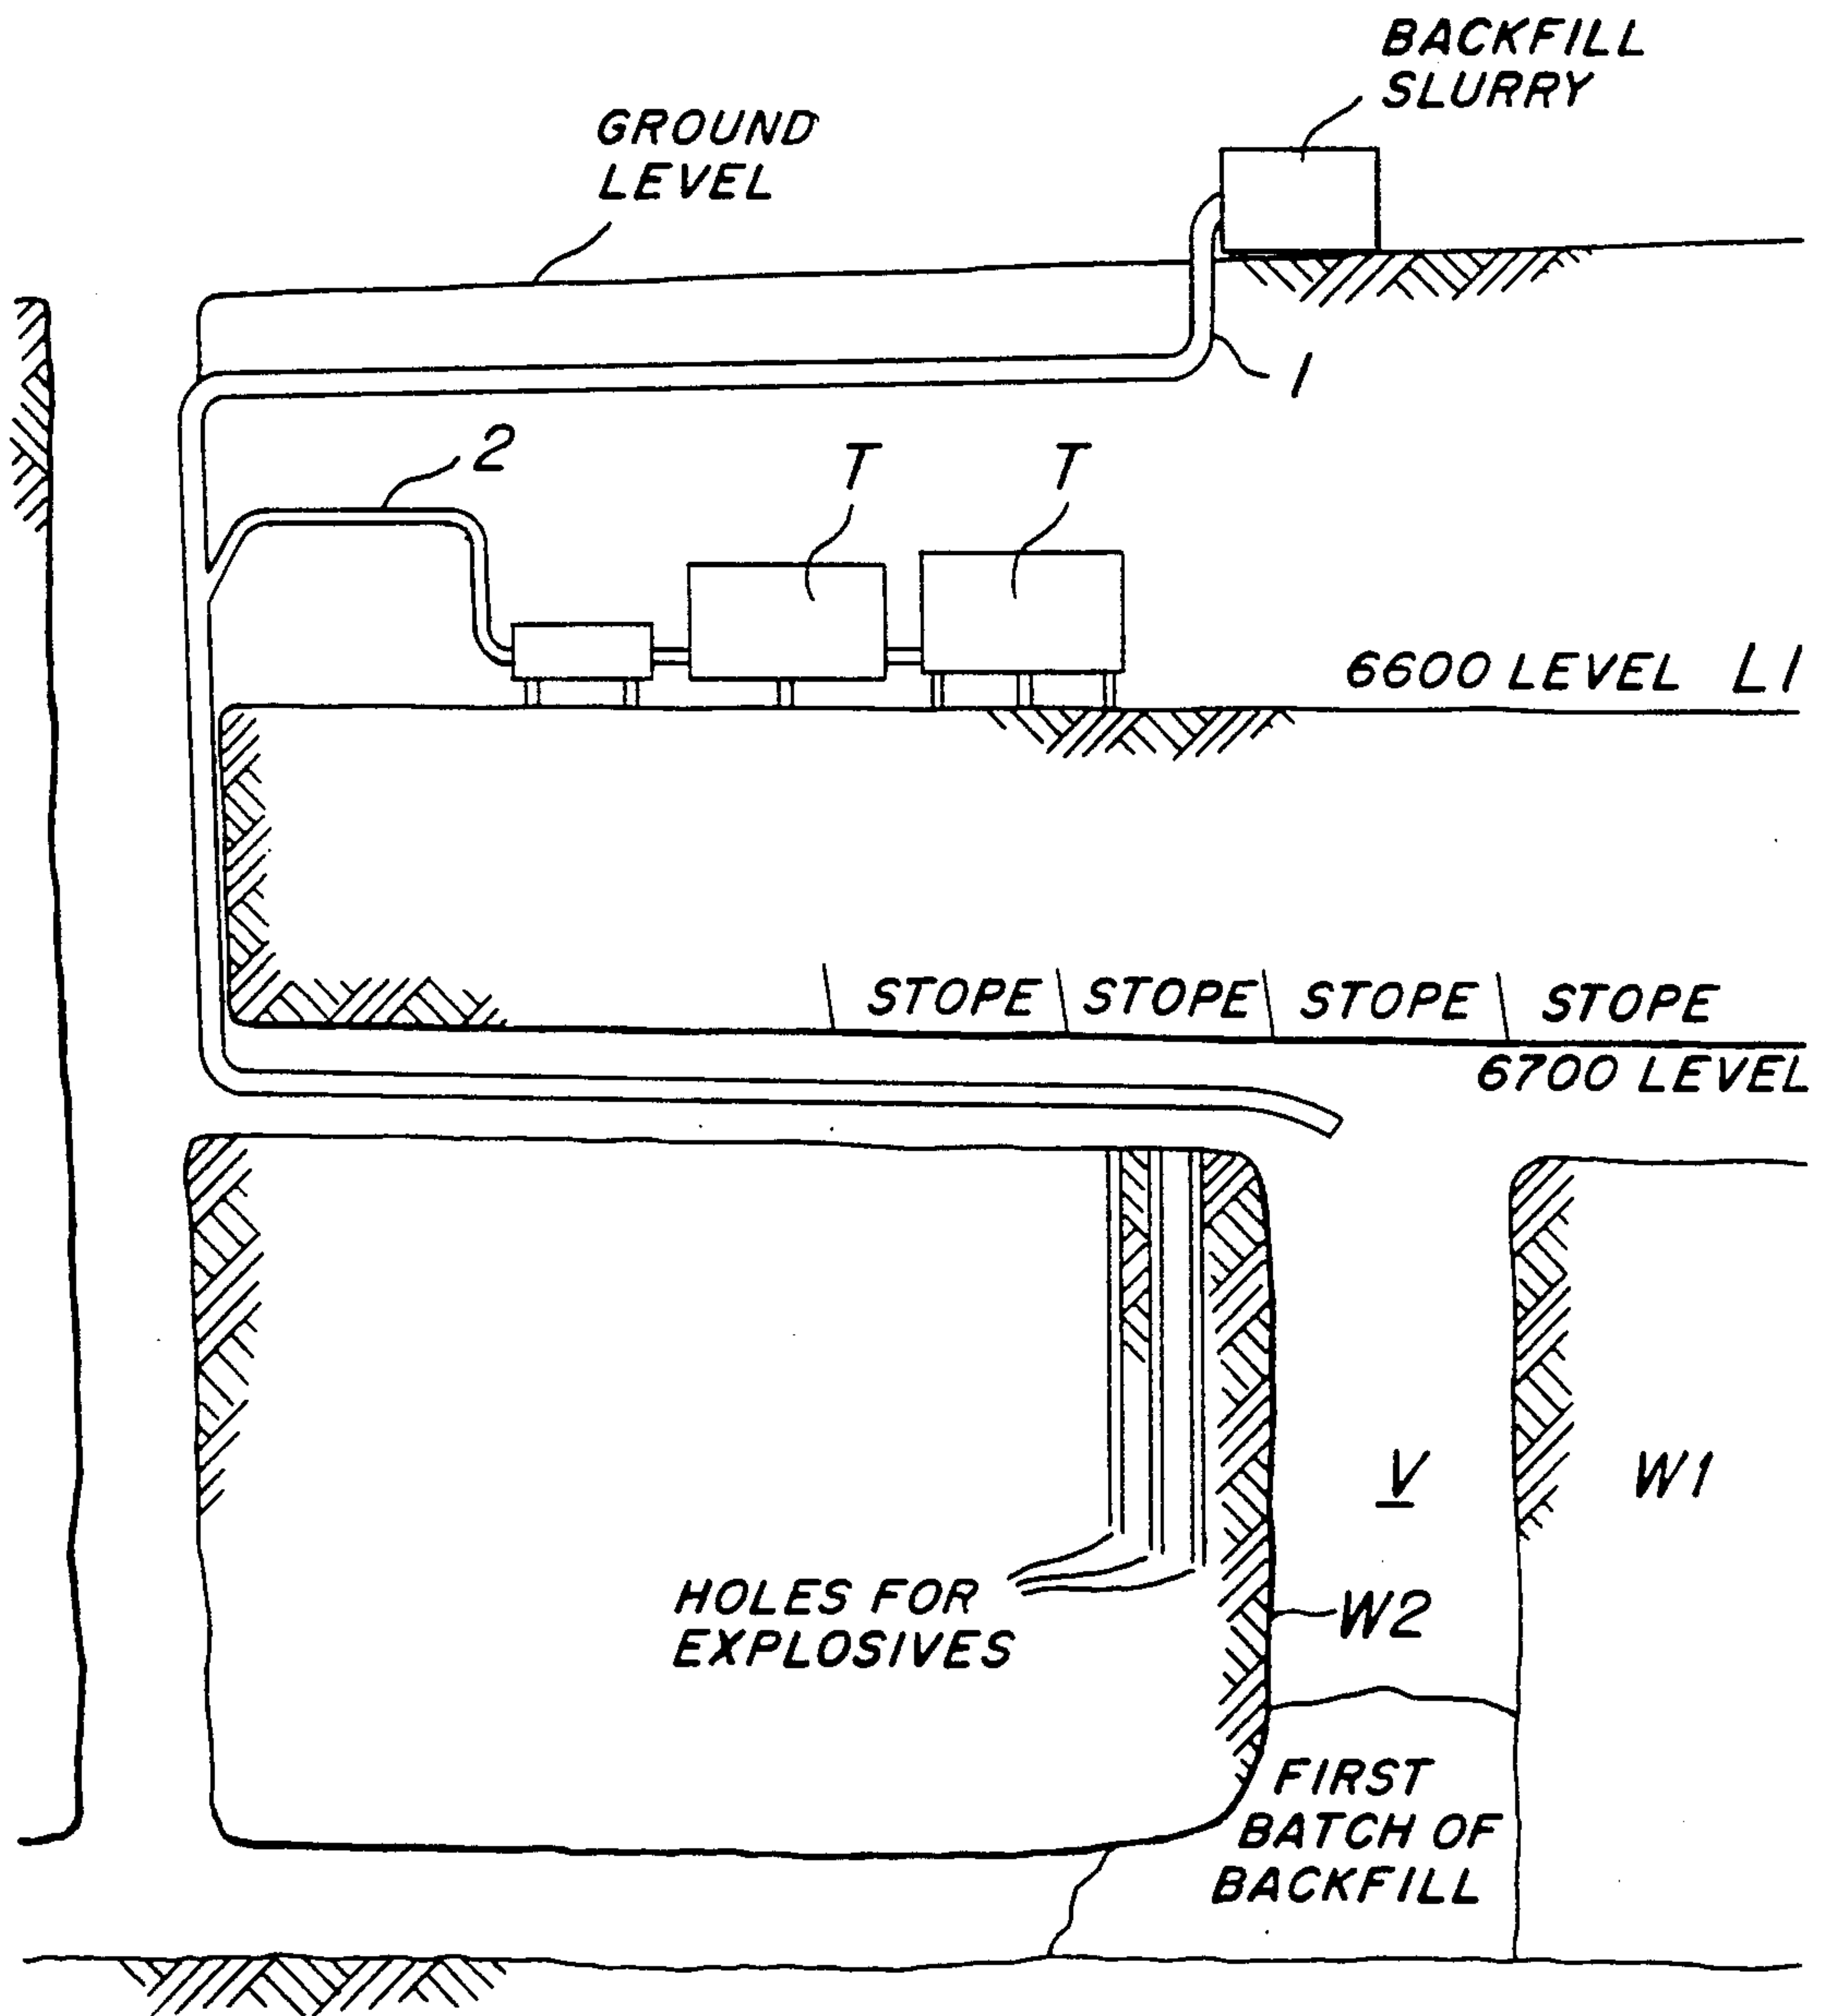 BACKFILL
SLURRY
GROUND
LEVEL
1
2
T
T
6600 LEVEL L1
STOPE STOPE STOPE STOPE
6700 LEVEL
V
W1
HOLES FOR
EXPLOSIVES
W2
FIRST
BATCH OF
BACKFILL